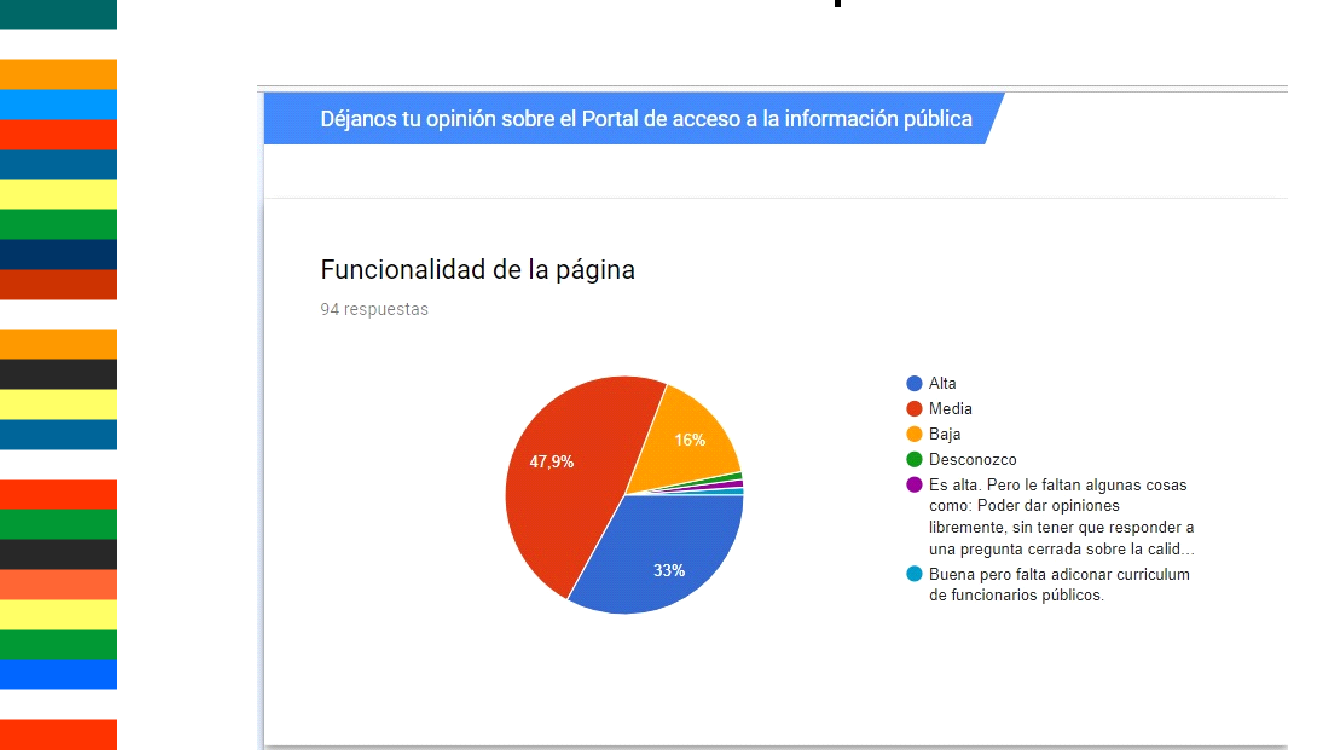 Déjanos tu opinión sobre el Portal de acceso a la información pública
Funcionalidad de la página
94 respuestas
47,9%
16%
33%
Alta
Media
Baja
Desconozco
Es alta. Pero le faltan algunas cosas
como: Poder dar opiniones
libremente, sin tener que responder a
una pregunta cerrada sobre la calid...
Buena pero falta adiconar curriculum
de funcionarios públicos.